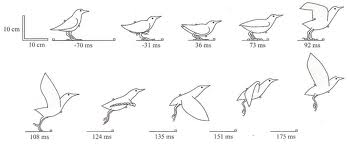 10 cm
10 cm
-70 ms
-31 ms
36 ms
73 ms
92 ms
108 ms
124 ms
135 ms
151 ms
175 ms